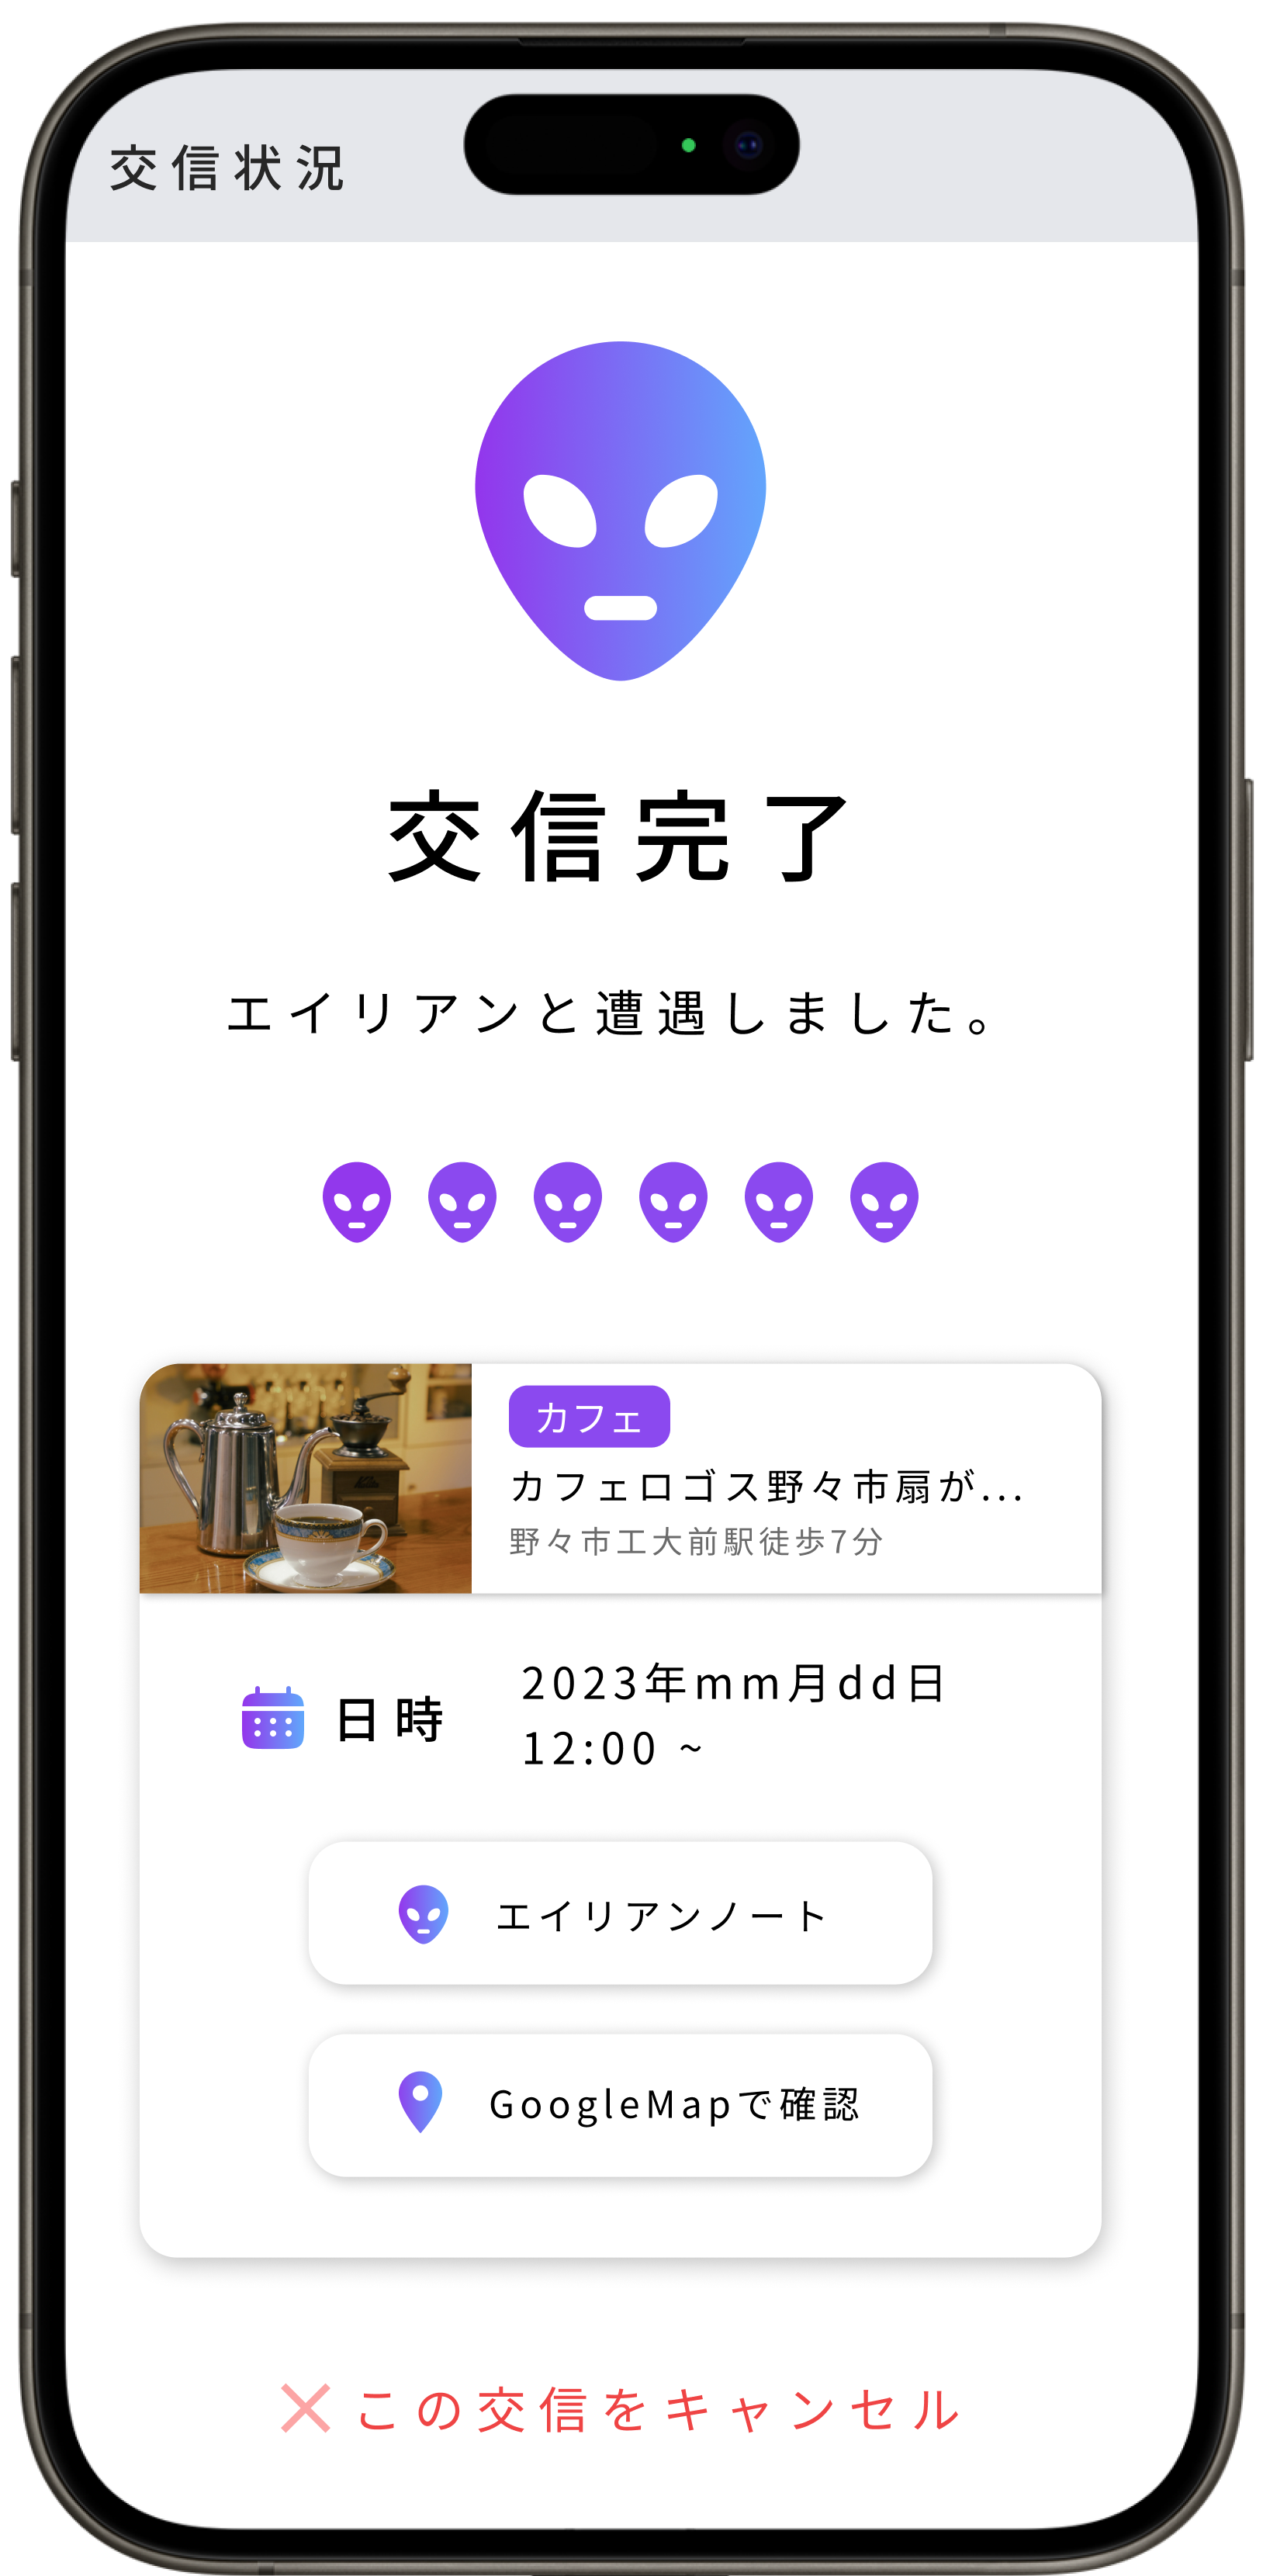 交信状況
交信完了
エイリアンと遭遇しました。
カフェ
カフェロゴス野々市扇が...
野々市工大前駅徒歩7分
日時
2023年mm月dd日
12:00 ~
エイリアンノート
GoogleMapで確認
この交信をキャンセル